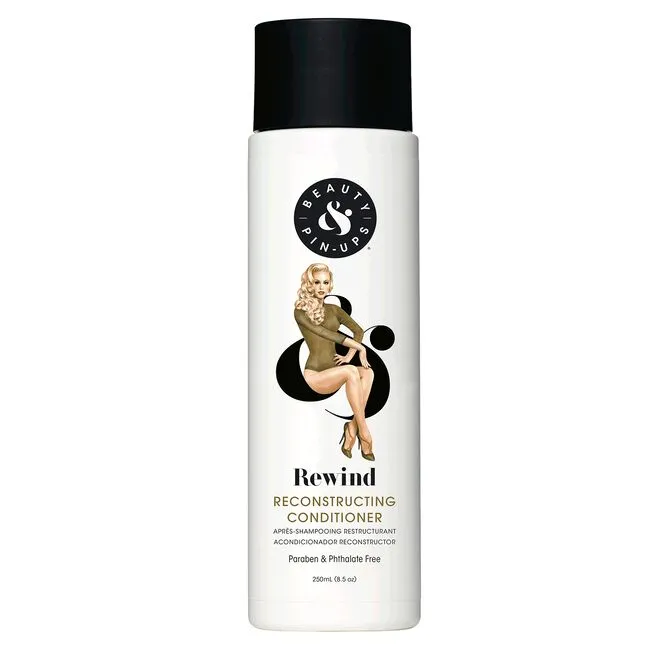 BEAUTY
&
PIN-UPS
&
Rewind
RECONSTRUCTING
CONDITIONER
APRÈS-SHAMPOOING RESTRUCTURANT
ACONDICIONADOR RECONSTRUCTOR
Paraben & Phthalate Free
250mL (8.5 oz)